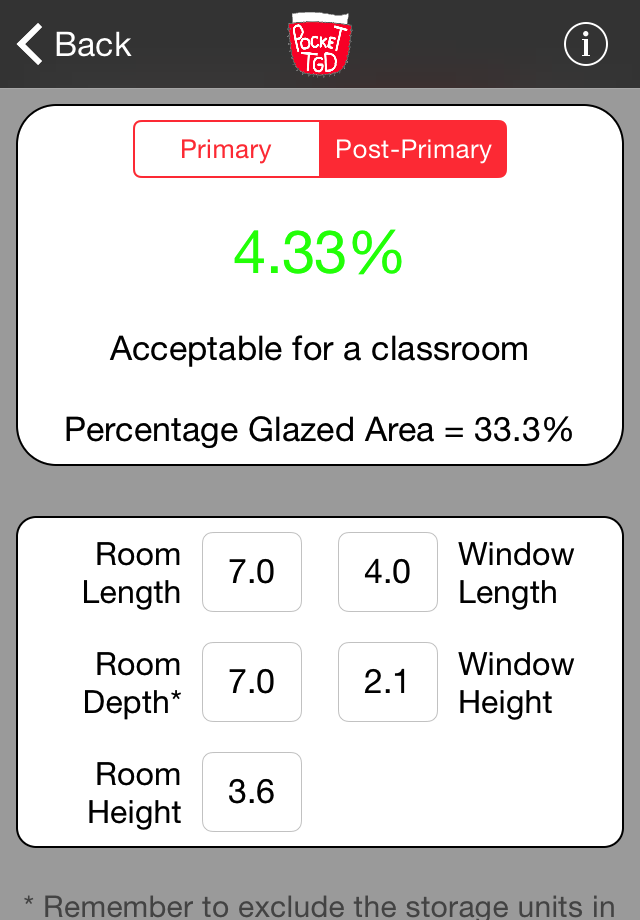 Back
POCKET
TGD
i
Primary
Post-Primary
4.33%
Acceptable for a classroom
Percentage Glazed Area = 33.3%
Room
Length
7.0
4.0
Window
Length
Room
Depth*
7.0
2.1
Window
Height
Room
Height
3.6
* Remember to exclude the storage units in